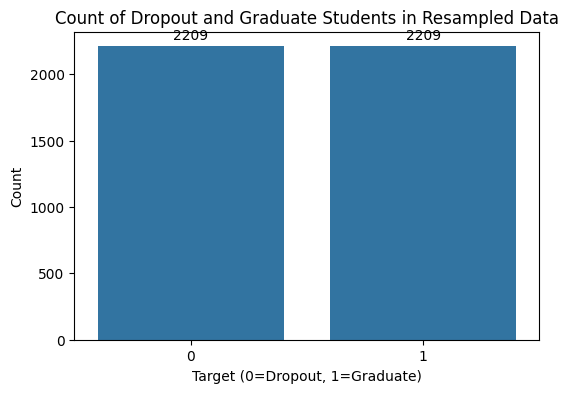 Count of Dropout and Graduate Students in Resampled Data
2209 2209
2000
1500
1000
500
0
Count
0 1
Target (0=Dropout, 1=Graduate)